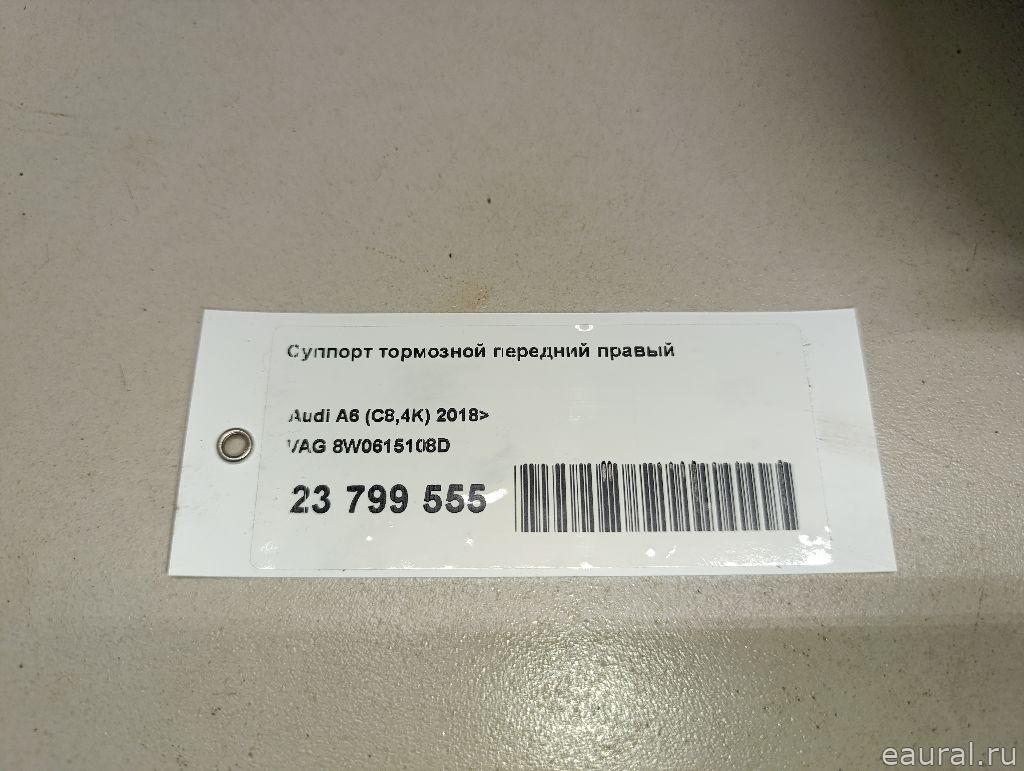 Суппорт тормозной передний правый
Audi A6 (C8,4K) 2018>
VAG 8W0615108D
23 799 555
eaural.ru